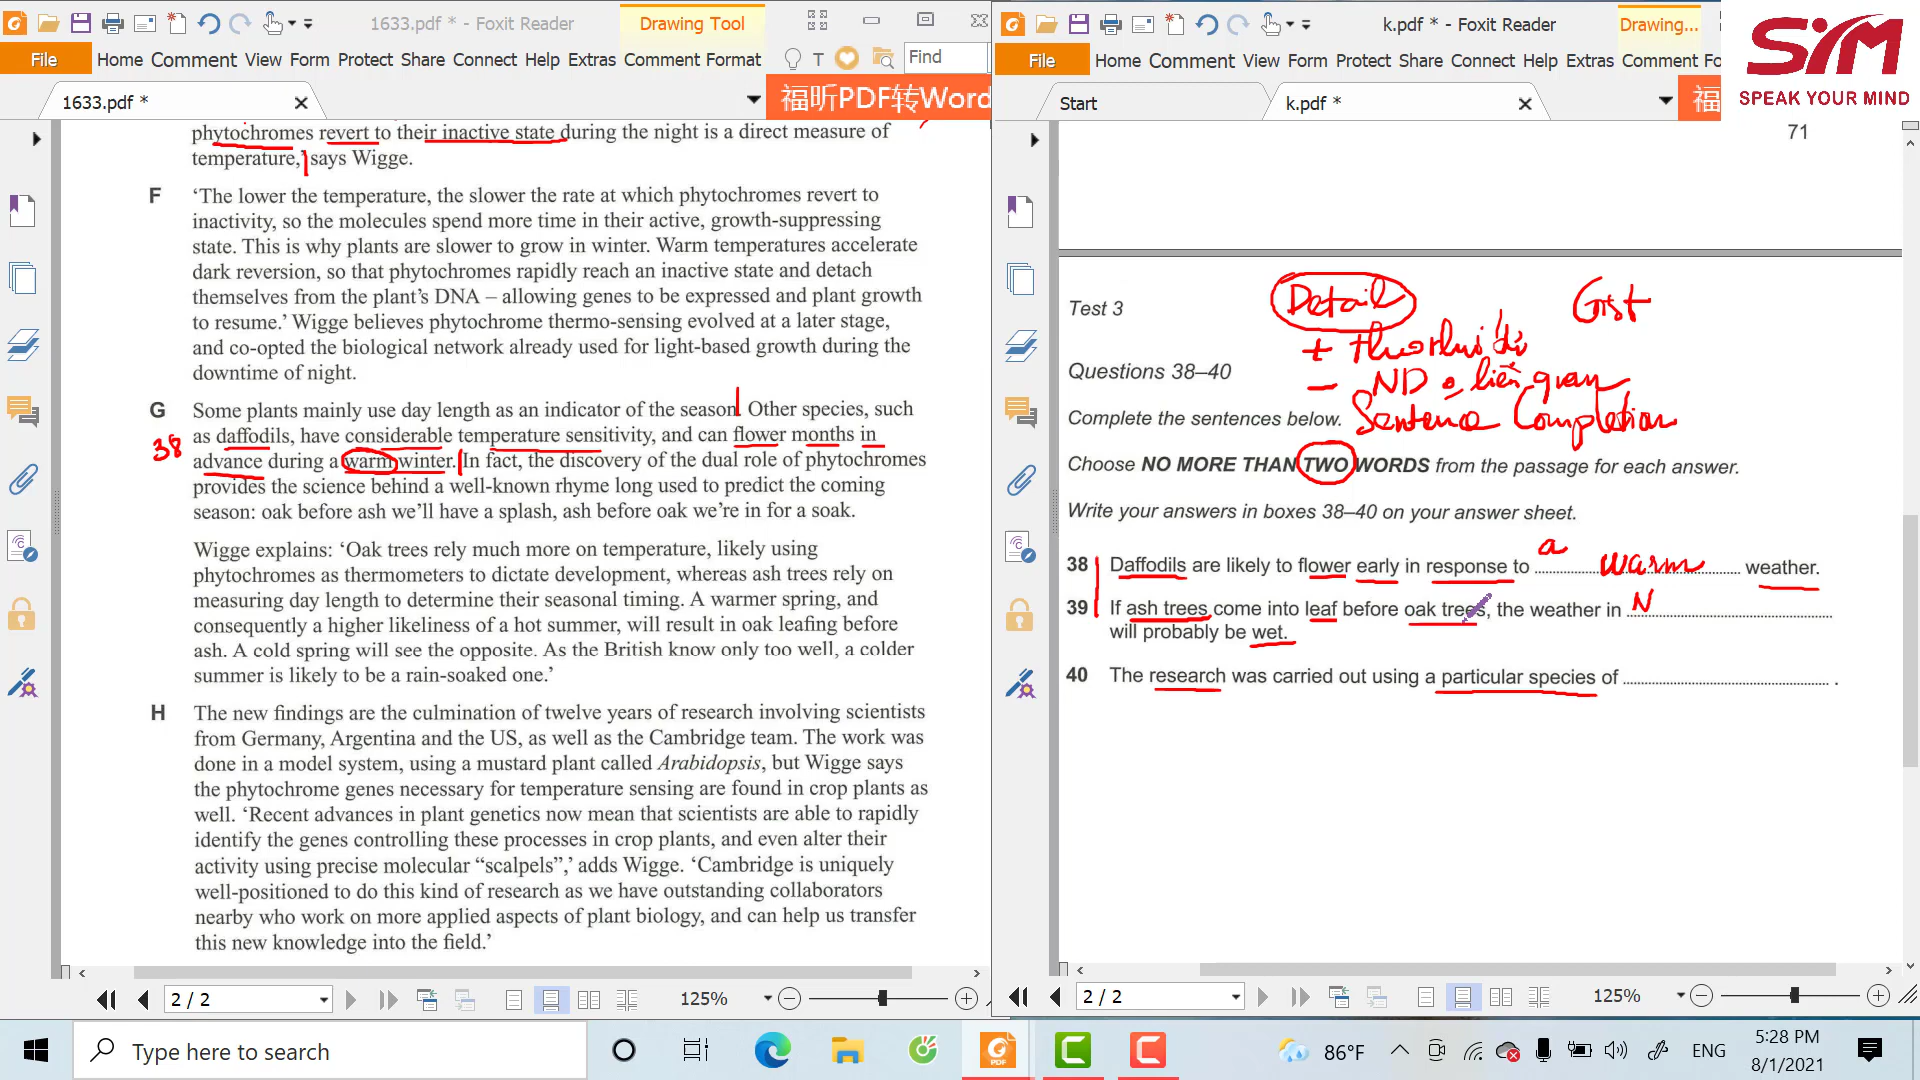 1633.pdf * - Foxit Reader
Drawing Tool
File Home Comment View Form Protect Share Connect Help Extras Comment Format
Find
1633.pdf *
福昕PDF转Word
phytochromes revert to their inactive state during the night is a direct measure of
temperature,’ says Wigge.
F ‘The lower the temperature, the slower the rate at which phytochromes revert to
inactivity, so the molecules spend more time in their active, growth-suppressing
state. This is why plants are slower to grow in winter. Warm temperatures accelerate
dark reversion, so that phytochromes rapidly reach an inactive state and detach
themselves from the plant’s DNA – allowing genes to be expressed and plant growth
to resume.’ Wigge believes phytochrome thermo-sensing evolved at a later stage,
and co-opted the biological network already used for light-based growth during the
downtime of night.
G Some plants mainly use day length as an indicator of the season. Other species, such
as daffodils, have considerable temperature sensitivity, and can flower months in
38
advance during a warm winter. In fact, the discovery of the dual role of phytochromes
provides the science behind a well-known rhyme long used to predict the coming
season: oak before ash we’ll have a splash, ash before oak we’re in for a soak.
Wigge explains: ‘Oak trees rely much more on temperature, likely using
phytochromes as thermometers to dictate development, whereas ash trees rely on
measuring day length to determine their seasonal timing. A warmer spring, and
consequently a higher likeliness of a hot summer, will result in oak leafing before
ash. A cold spring will see the opposite. As the British know only too well, a colder
summer is likely to be a rain-soaked one.’
H The new findings are the culmination of twelve years of research involving scientists
from Germany, Argentina and the US, as well as the Cambridge team. The work was
done in a model system, using a mustard plant called Arabidopsis, but Wigge says
the phytochrome genes necessary for temperature sensing are found in crop plants as
well. ‘Recent advances in plant genetics now mean that scientists are able to rapidly
identify the genes controlling these processes in crop plants, and even alter their
activity using precise molecular “scalpels”,’ adds Wigge. ‘Cambridge is uniquely
well-positioned to do this kind of research as we have outstanding collaborators
nearby who work on more applied aspects of plant biology, and can help us transfer
this new knowledge into the field.’
2 / 2
125%
k.pdf * - Foxit Reader
Drawing...
File Home Comment View Form Protect Share Connect Help Extras Comment Fo
SIM
SPEAK YOUR MIND
Start
k.pdf *
福
71
Test 3
Detail
Gist
Questions 38–40
+
- ND liên quan
Complete the sentences below.
Sentence Completion
Choose NO MORE THAN TWO WORDS from the passage for each answer.
Write your answers in boxes 38–40 on your answer sheet.
38 Daffodils are likely to flower early in response to a warm weather.
39 If ash trees come into leaf before oak trees, the weather in N
will probably be wet.
40 The research was carried out using a particular species of .
2 / 2
125%
Type here to search
86°F
ENG
5:28 PM
8/1/2021